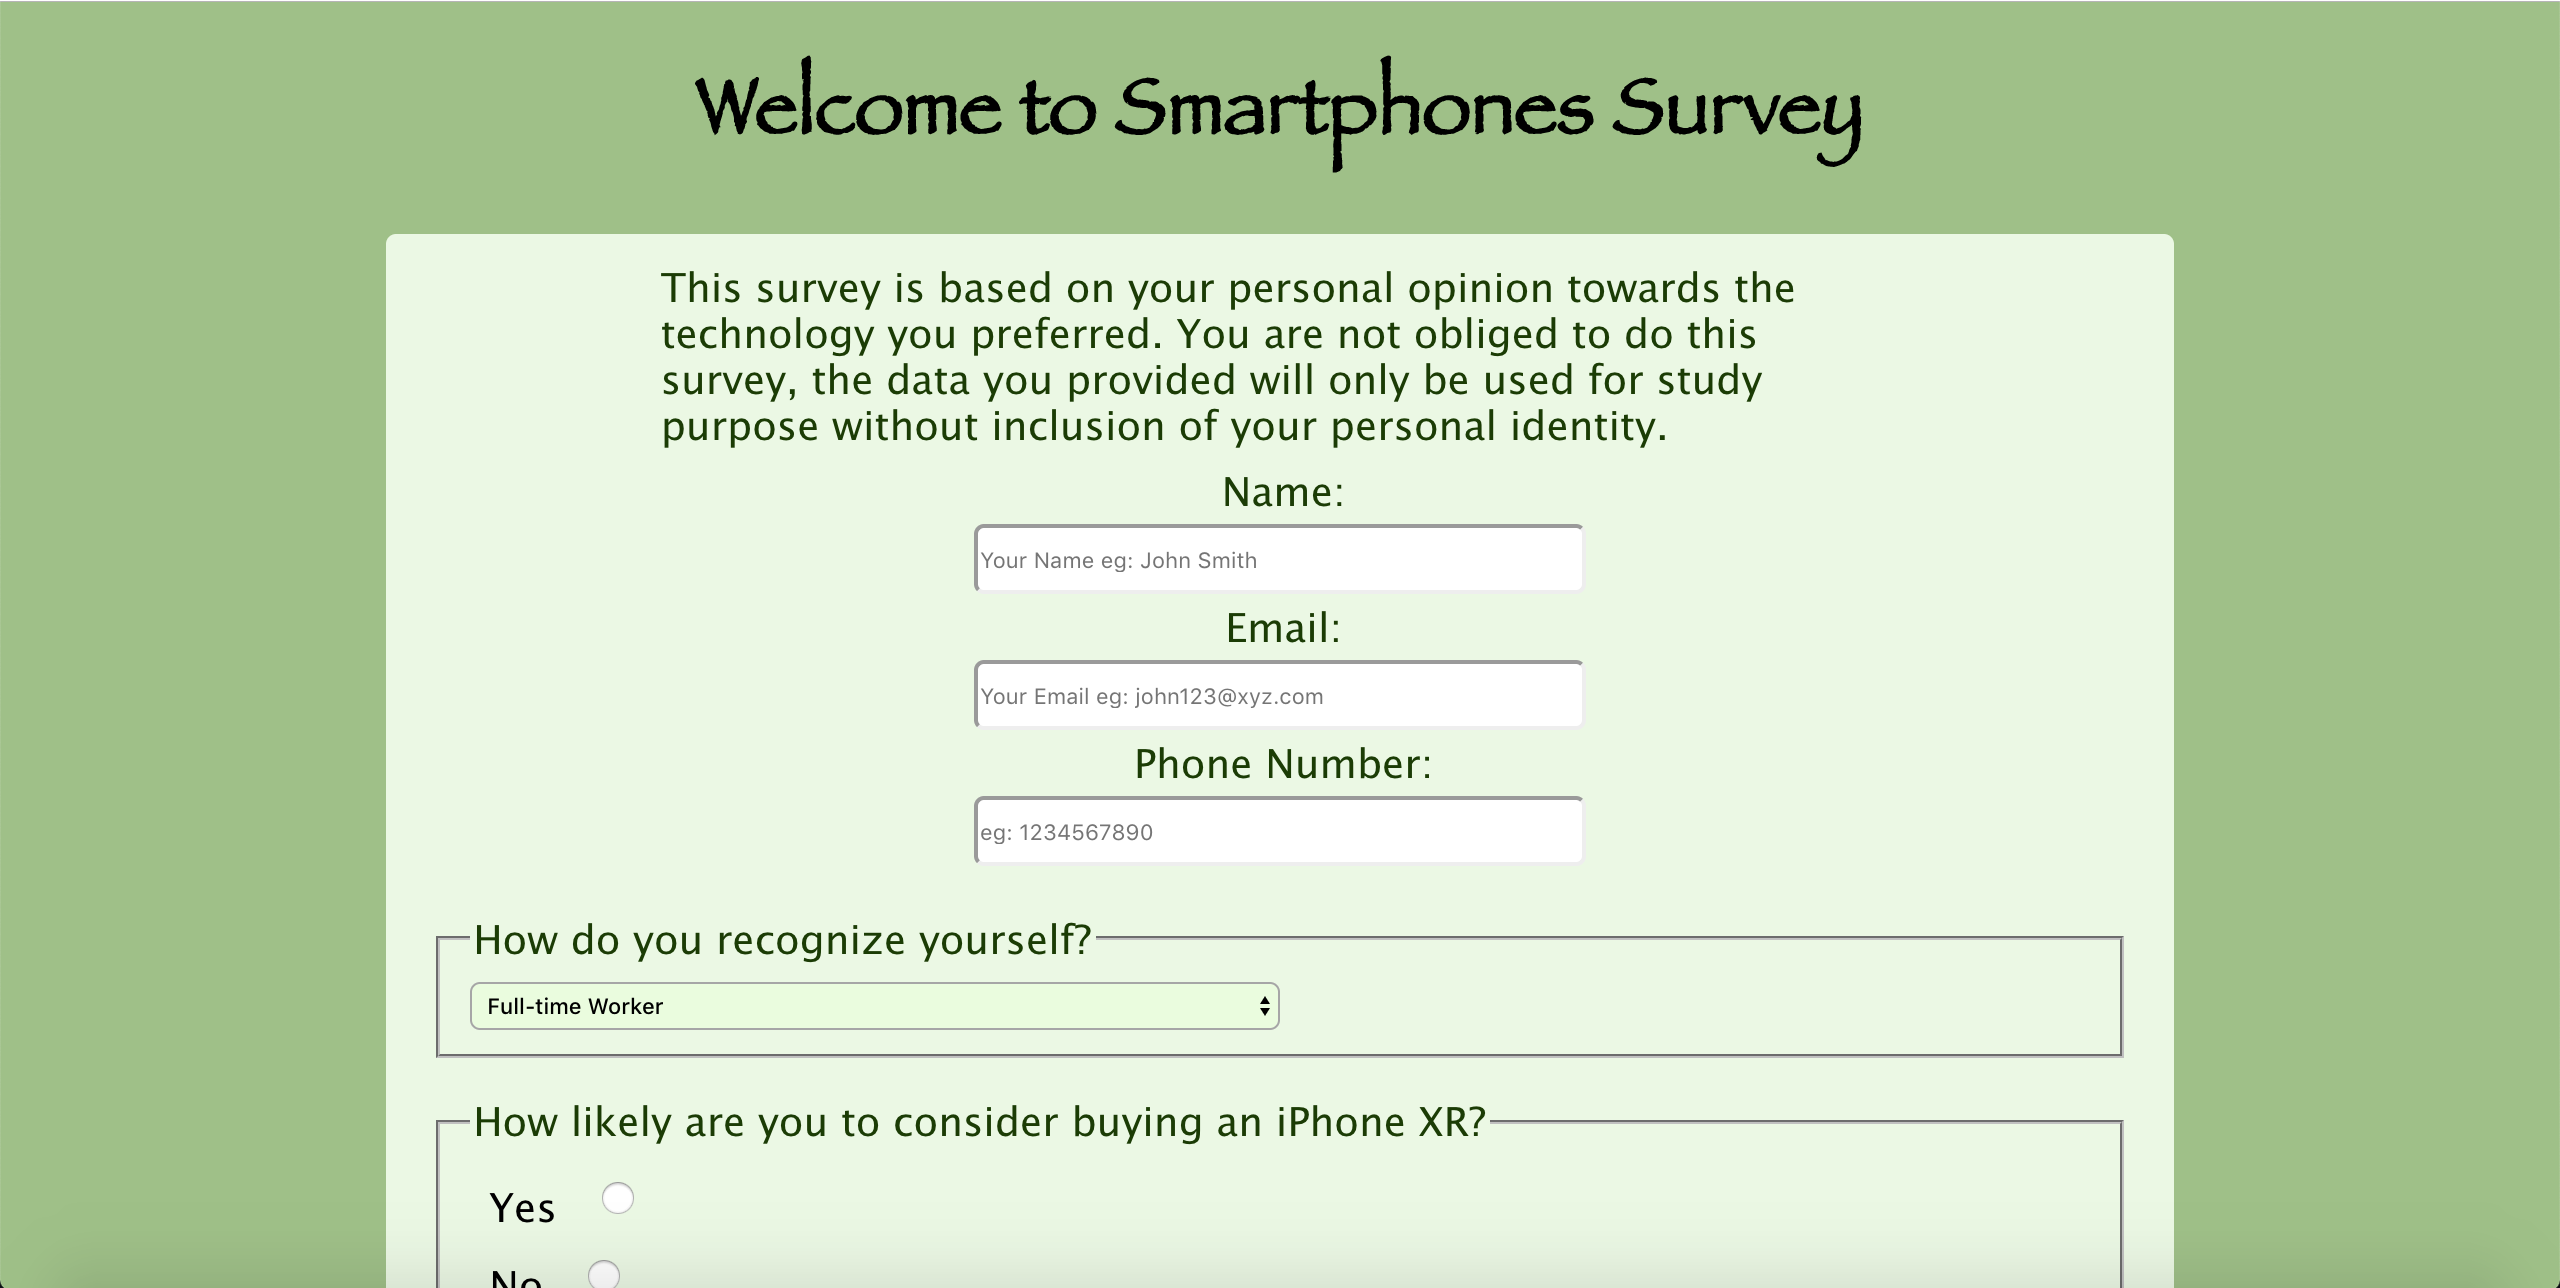 Welcome to Smartphones Survey
This survey is based on your personal opinion towards the
technology you preferred. You are not obliged to do this
survey, the data you provided will only be used for study
purpose without inclusion of your personal identity.
Name:
Your Name eg: John Smith
Email:
Your Email eg: john123@xyz.com
Phone Number:
eg: 1234567890
How do you recognize yourself?
Full-time Worker
How likely are you to consider buying an iPhone XR?
Yes
No